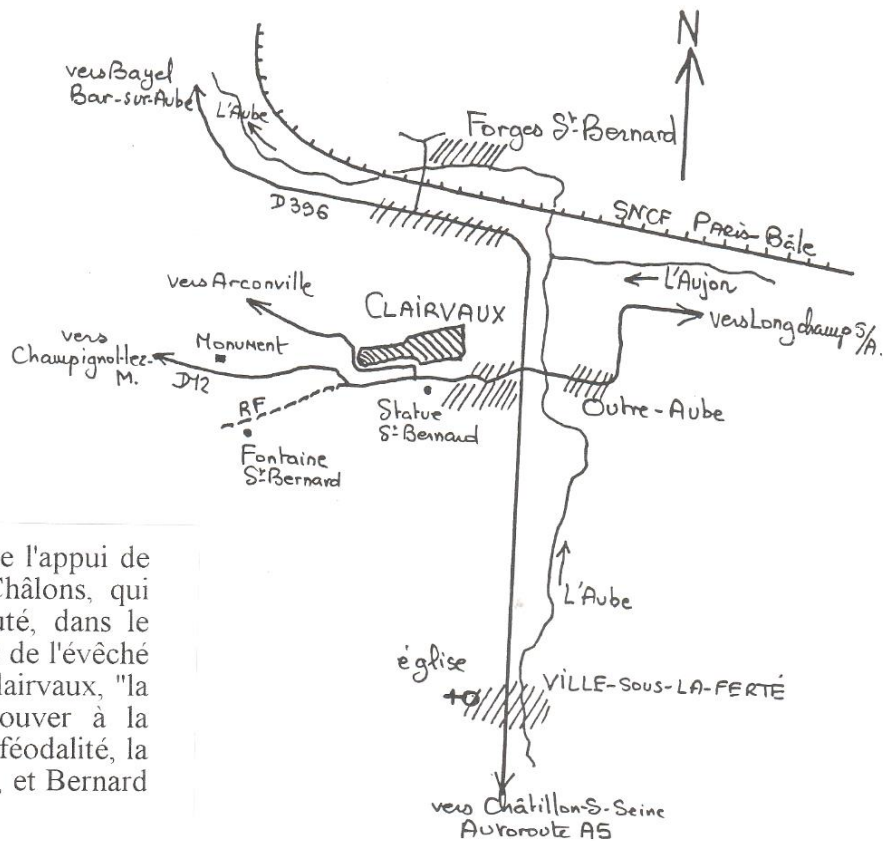 N
vers Bayel
Bar-sur-Aube
L'Aube
Forges St-Bernard
D396
SNCF PARIS-BÂLE
L'Aujon
vers Longchamp S/A.
vers Arconville
CLAIRVAUX
vers
Champignol-lez-
M.
Monument
D12
RF
Statue
St-Bernard
Outre-Aube
Fontaine
St-Bernard
L'Aube
église
VILLE-SOUS-LA-FERTÉ
vers Châtillon-S-Seine
Autoroute A5
e l'appui de
Châlons, qui
uté, dans le
de l'évêché
lairvaux, "la
ouver à la
féodalité, la
, et Bernard